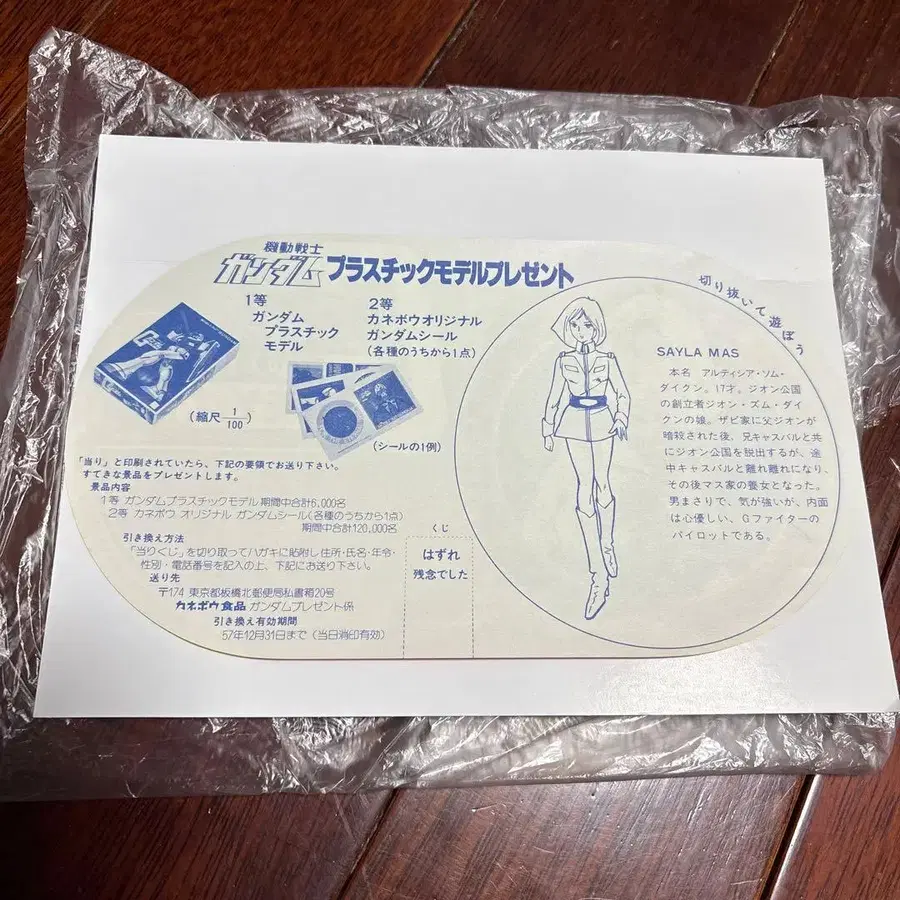 機動戦士
ガンダム プラスチックモデルプレゼント
1等
ガンダム
プラスチック
モデル
(縮尺 1/100)
2等
カネボウオリジナル
ガンダムシール
(各種のうちから1点)
(シールの1例)
「当り」と印刷されていたら、下記の要領でお送り下さい。
すてきな景品をプレゼントします。
景品内容
1等 ガンダムプラスチックモデル 期間中合計6,000名
2等 カネボウ オリジナル ガンダムシール(各種のうちから1点)
期間中合計120,000名
引き換え方法
「当りくじ」を切り取ってハガキに貼附し住所・氏名・年令・
性別・電話番号を記入の上、下記にお送り下さい。
送り先
〒174 東京都板橋北郵便局私書箱20号
カネボウ食品 ガンダムプレゼント係
引き換え有効期間
57年12月31日まで(当日消印有効)
くじ
はずれ
残念でした
切り抜いて遊ぼう
SAYLA MAS
本名 アルティシア・ソム・
ダイクン。17才。ジオン公国
の創立者ジオン・ズム・ダイ
クンの娘。ザビ家に父ジオンが
暗殺された後、兄キャスバルと共
にジオン公国を脱出するが、途
中キャスバルと離れ離れになり、
その後マス家の養女となった。
男まさりで、気が強いが、内面
は心優しい、Gファイターの
パイロットである。